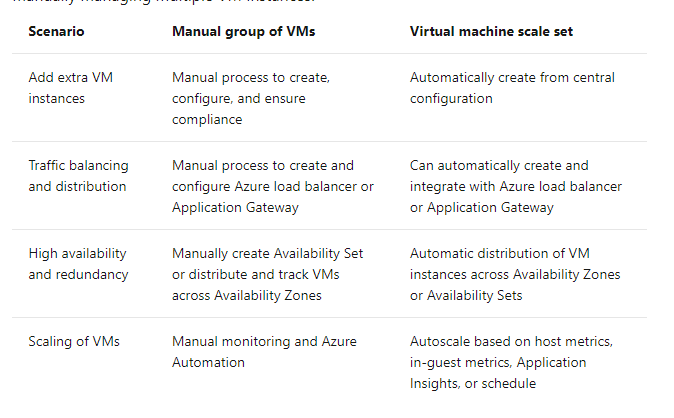 manually managing multiple VM instances.
Scenario Manual group of VMs Virtual machine scale set
Add extra VM instances
Manual process to create, configure, and ensure compliance
Automatically create from central configuration
Traffic balancing and distribution
Manual process to create and configure Azure load balancer or Application Gateway
Can automatically create and integrate with Azure load balancer or Application Gateway
High availability and redundancy
Manually create Availability Set or distribute and track VMs across Availability Zones
Automatic distribution of VM instances across Availability Zones or Availability Sets
Scaling of VMs
Manual monitoring and Azure Automation
Autoscale based on host metrics, in-guest metrics, Application Insights, or schedule